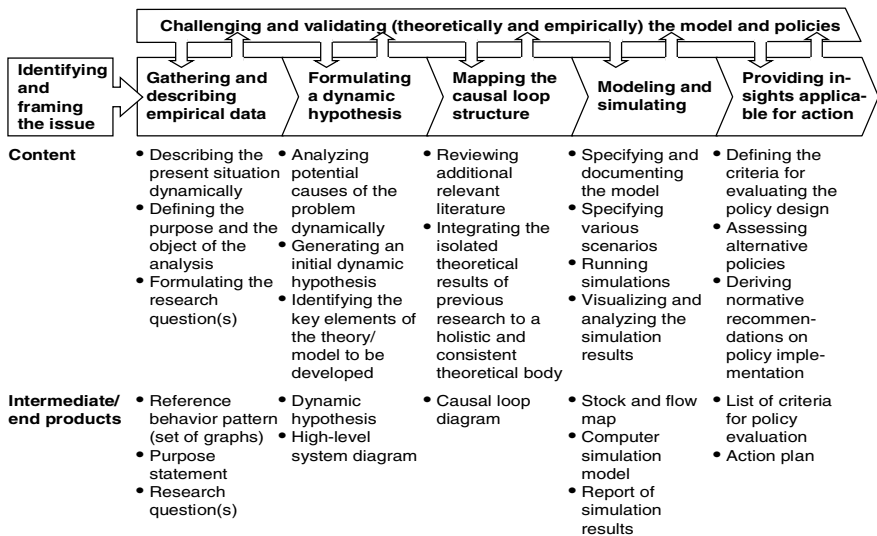 Challenging and validating (theoretically and empirically) the model and policies
Identifying
and
framing
the issue
Gathering and
describing
empirical data
Formulating
a dynamic
hypothesis
Mapping the
causal loop
structure
Modeling and
simulating
Providing in-
sights applica-
ble for action
Content
• Describing the
present situation
dynamically
• Defining the
purpose and the
object of the
analysis
• Formulating the
research
question(s)
• Analyzing
potential
causes of the
problem
dynamically
• Generating an
initial dynamic
hypothesis
• Identifying the
key elements of
the theory/
model to be
developed
• Reviewing
additional
relevant
literature
• Integrating the
isolated
theoretical
results of
previous
research to a
holistic and
consistent
theoretical body
• Specifying and
documenting
the model
• Specifying
various
scenarios
• Running
simulations
• Visualizing and
analyzing the
simulation
results
• Defining the
criteria for
evaluating the
policy design
• Assessing
alternative
policies
• Deriving
normative
recommen-
dations on
policy imple-
mentation
Intermediate/
end products
• Reference
behavior pattern
(set of graphs)
• Purpose
statement
• Research
question(s)
• Dynamic
hypothesis
• High-level
system diagram
• Causal loop
diagram
• Stock and flow
map
• Computer
simulation
model
• Report of
simulation
results
• List of criteria
for policy
evaluation
• Action plan